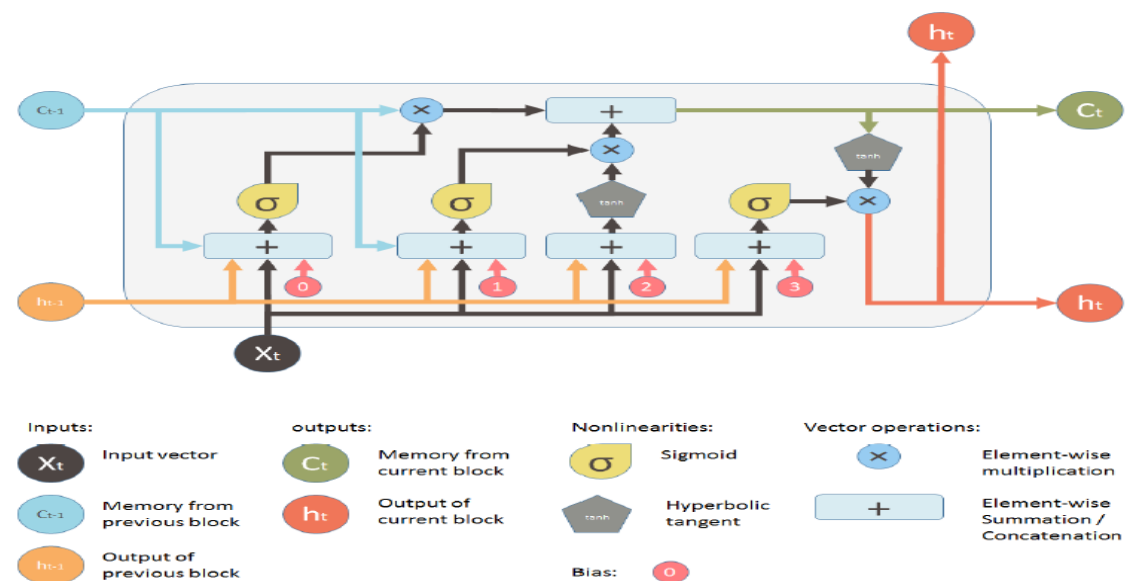 ht
Ct-1
×
+
Ct
tanh
×
σ
σ
tanh
σ
×
+
+
+
+
ht-1
0
1
2
3
ht
Xt
Inputs:
outputs:
Nonlinearities:
Vector operations:
Xt
Input vector
Ct
Memory from
current block
σ
Sigmoid
×
Element-wise
multiplication
Ct-1
Memory from
previous block
ht
Output of
current block
tanh
Hyperbolic
tangent
+
Element-wise
Summation /
Concatenation
ht-1
Output of
previous block
Bias:
0